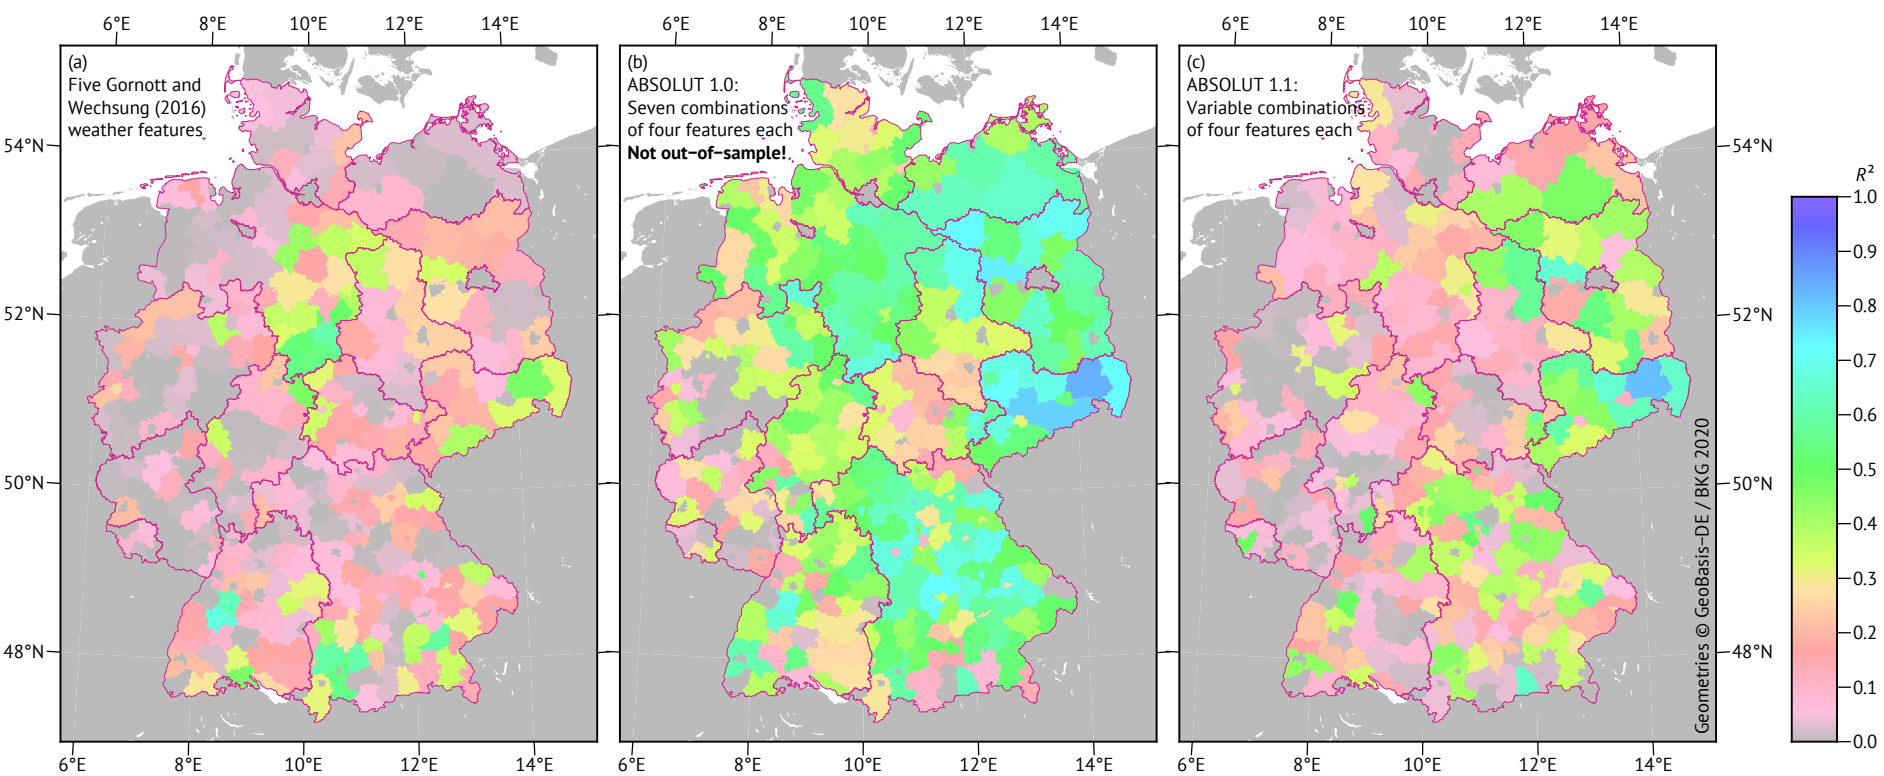 6°E 8°E 10°E 12°E 14°E 6°E 8°E 10°E 12°E 14°E 6°E 8°E 10°E 12°E 14°E
(a)
Five Gornott and
Wechsung (2016)
weather features
(b)
ABSOLUT 1.0:
Seven combinations
of four features each
Not out−of−sample!
(c)
ABSOLUT 1.1:
Variable combinations
of four features each
54°N
52°N
50°N
48°N
54°N
52°N
50°N
48°N
Geometries © GeoBasis−DE / BKG 2020
R²
1.0
0.9
0.8
0.7
0.6
0.5
0.4
0.3
0.2
0.1
0.0
6°E 8°E 10°E 12°E 14°E 6°E 8°E 10°E 12°E 14°E 6°E 8°E 10°E 12°E 14°E